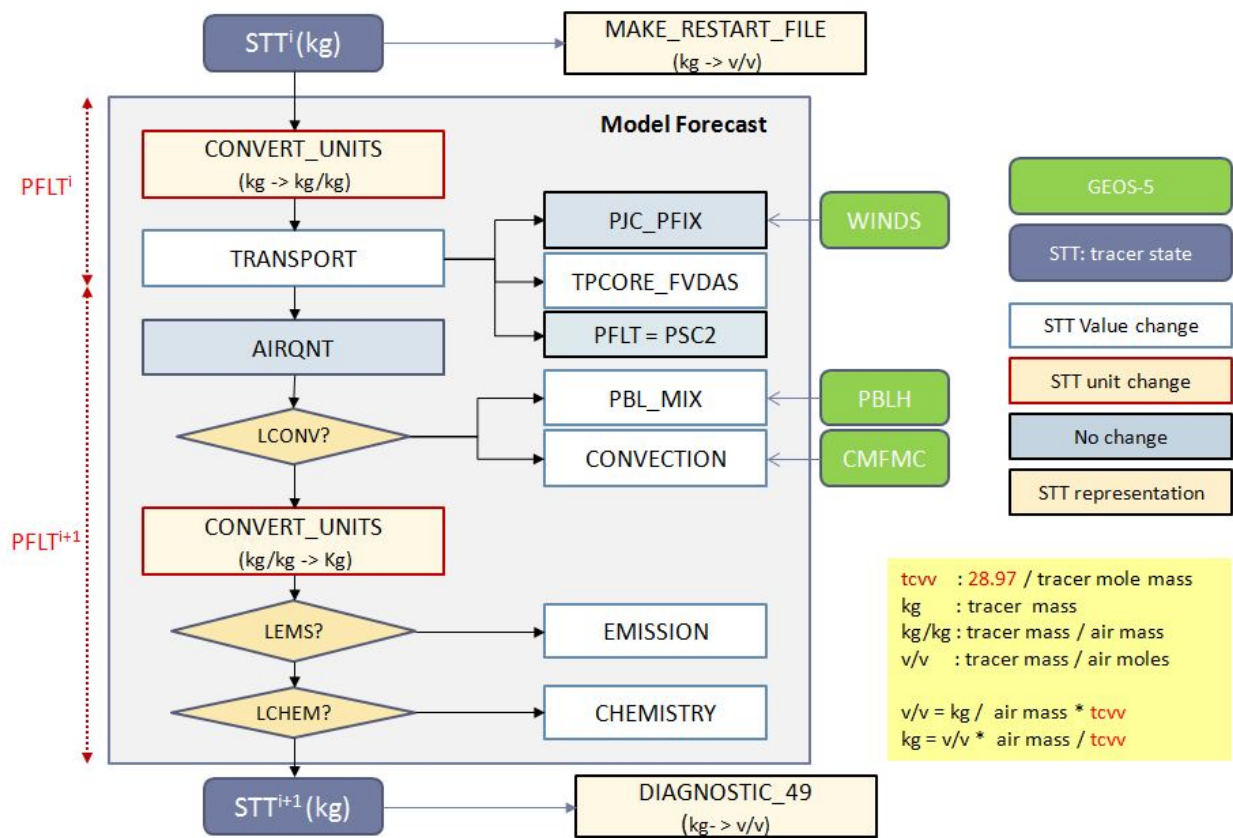 STTⁱ (kg)
MAKE_RESTART_FILE
(kg -> v/v)
Model Forecast
CONVERT_UNITS
(kg -> kg/kg)
PFLTⁱ
TRANSPORT
PJC_PFIX
WINDS
TPCORE_FVDAS
PFLT = PSC2
AIRQNT
LCONV?
PBL_MIX
PBLH
CONVECTION
CMFMC
CONVERT_UNITS
(kg/kg -> Kg)
PFLTⁱ⁺¹
LEMS?
EMISSION
LCHEM?
CHEMISTRY
STTⁱ⁺¹ (kg)
DIAGNOSTIC_49
(kg-> v/v)
GEOS-5
STT: tracer state
STT Value change
STT unit change
No change
STT representation
tcvv : 28.97 / tracer mole mass
kg : tracer mass
kg/kg : tracer mass / air mass
v/v : tracer mass / air moles
v/v = kg / air mass * tcvv
kg = v/v * air mass / tcvv